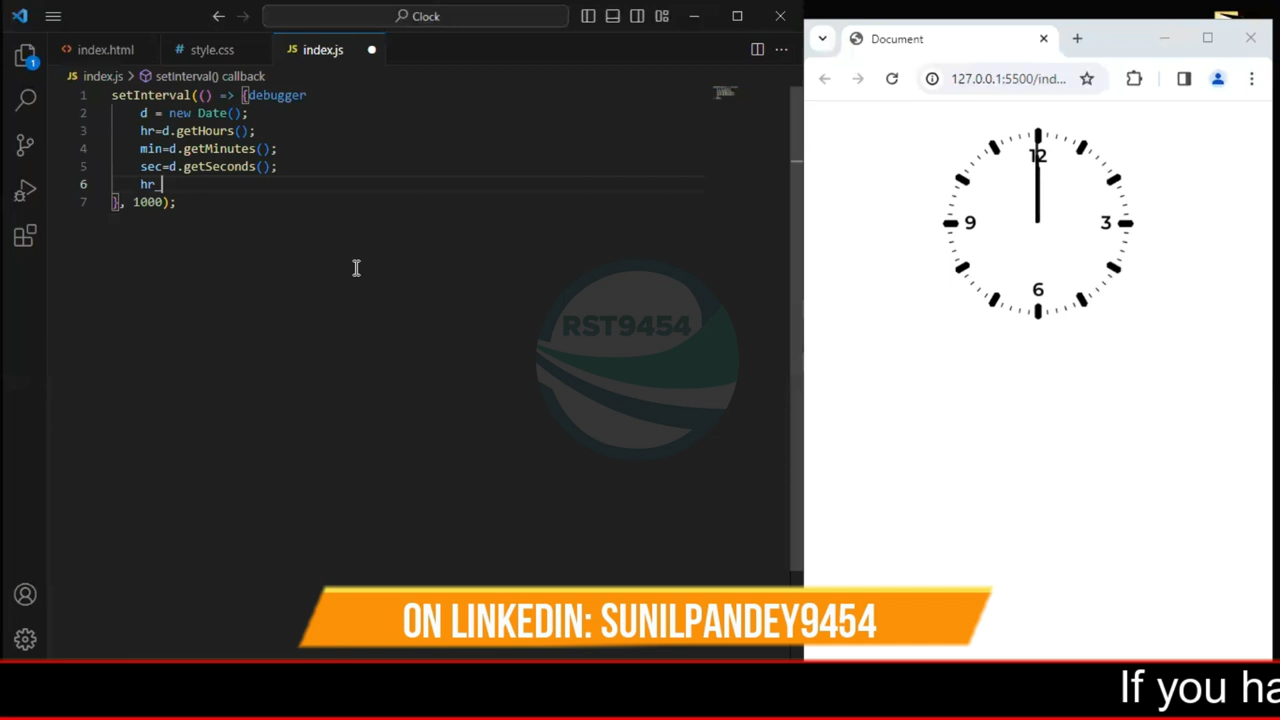 Clock
index.html
style.css
JS index.js
JS index.js > setInterval() callback
1 setInterval(() => {debugger
2 d = new Date();
3 hr=d.getHours();
4 min=d.getMinutes();
5 sec=d.getSeconds();
6 hr_
7 }, 1000);
1
Document
127.0.0.1:5500/ind...
12
9
3
6
RST9454
ON LINKEDIN: SUNILPANDEY9454
If you ha